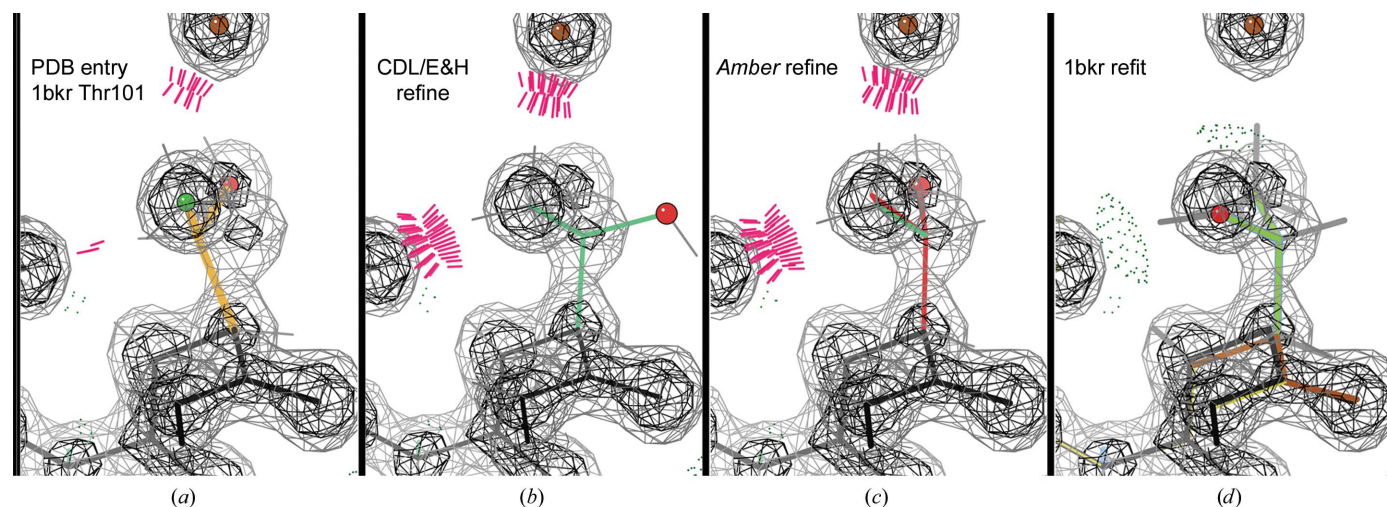 PDB entry
1bkr Thr101
CDL/E&H
refine
Amber refine
1bkr refit
(a)
(b)
(c)
(d)